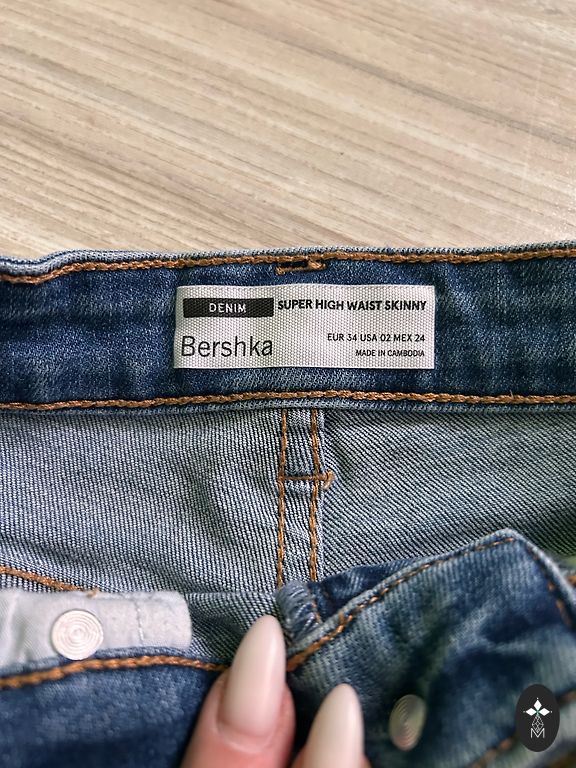 DENIM SUPER HIGH WAIST SKINNY
Bershka EUR 34 USA 02 MEX 24
MADE IN CAMBODIA
M